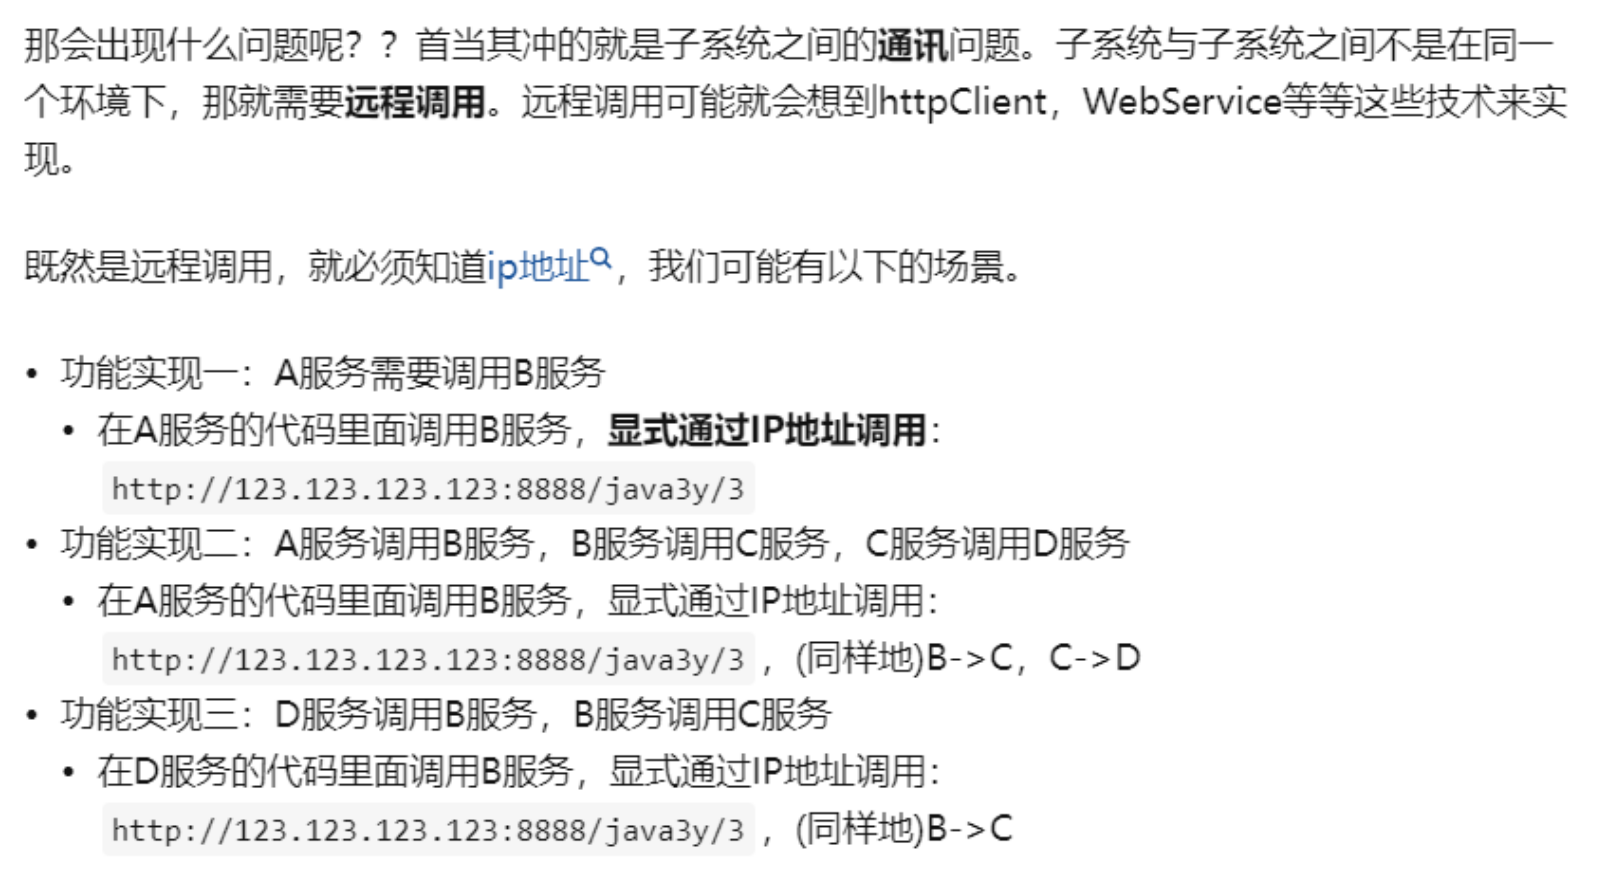 那会出现什么问题呢？？首当其冲的就是子系统之间的通讯问题。子系统与子系统之间不是在同一
个环境下，那就需要远程调用。远程调用可能就会想到httpClient，WebService等等这些技术来实
现。
既然是远程调用，就必须知道ip地址，我们可能有以下的场景。
• 功能实现一：A服务需要调用B服务
• 在A服务的代码里面调用B服务，显式通过IP地址调用：
http://123.123.123.123:8888/java3y/3
• 功能实现二：A服务调用B服务，B服务调用C服务，C服务调用D服务
• 在A服务的代码里面调用B服务，显式通过IP地址调用：
http://123.123.123.123:8888/java3y/3 ，(同样地)B->C，C->D
• 功能实现三：D服务调用B服务，B服务调用C服务
• 在D服务的代码里面调用B服务，显式通过IP地址调用：
http://123.123.123.123:8888/java3y/3 ，(同样地)B->C